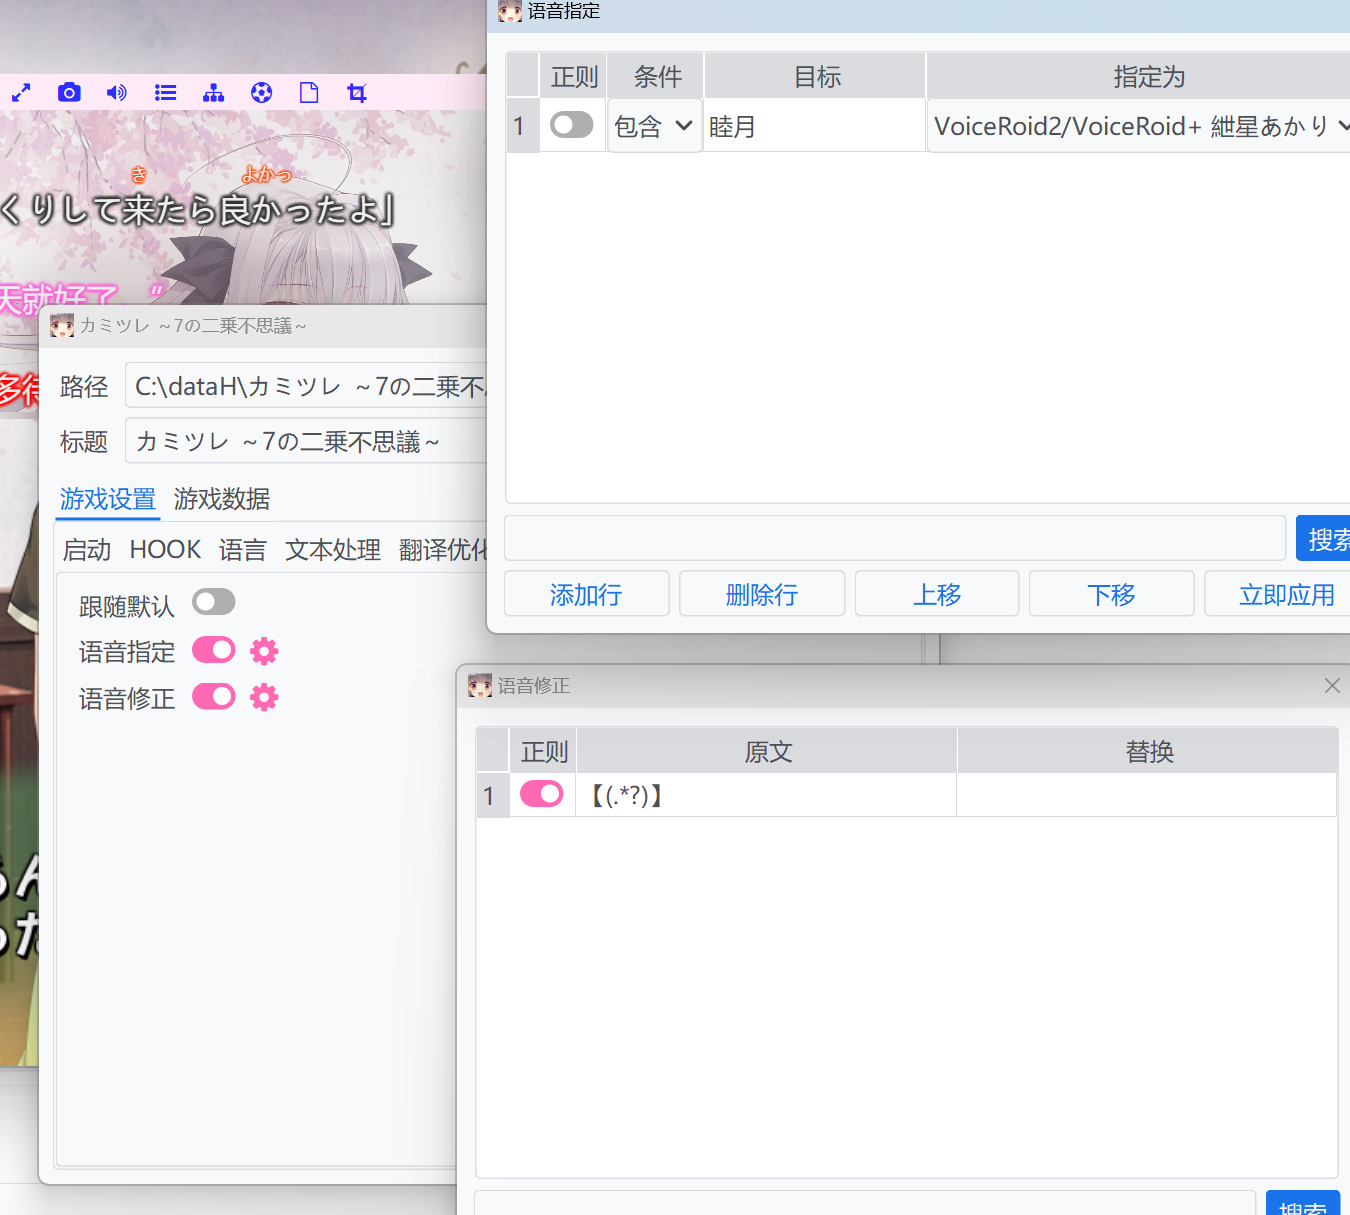 语音指定
正则 条件 目标 指定为
1 包含 睦月 VoiceRoid2/VoiceRoid+ 紲星あかり
き よかっ
くりして来たら良かったよ」
天就好了。”
カミツレ ～7の二乗不思議～
路径 C:\dataH\カミツレ ～7の二乗不
多待
标题 カミツレ ～7の二乗不思議～
游戏设置 游戏数据
启动 HOOK 语言 文本处理 翻译优化
跟随默认
语音指定
语音修正
搜索
添加行 删除行 上移 下移 立即应用
语音修正
正则 原文 替换
1 【(.*?)】
搜索